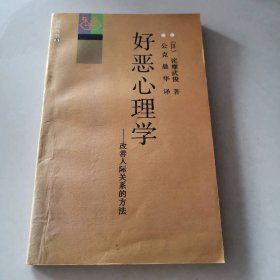 好恶心理学
——改善人际关系的方法
〔日〕诧摩武俊 著
公克 晏华 译